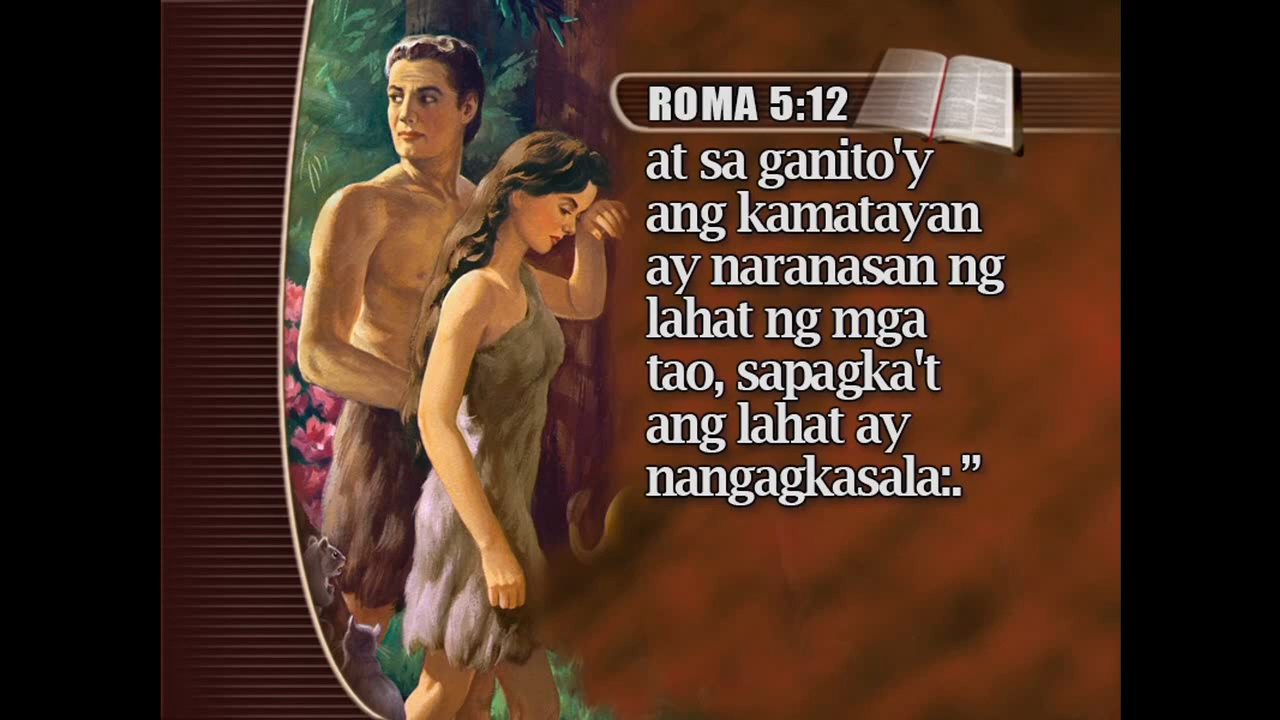 ROMA 5:12
at sa ganito'y
ang kamatayan
ay naranasan ng
lahat ng mga
tao, sapagka't
ang lahat ay
nangagkasala:.”